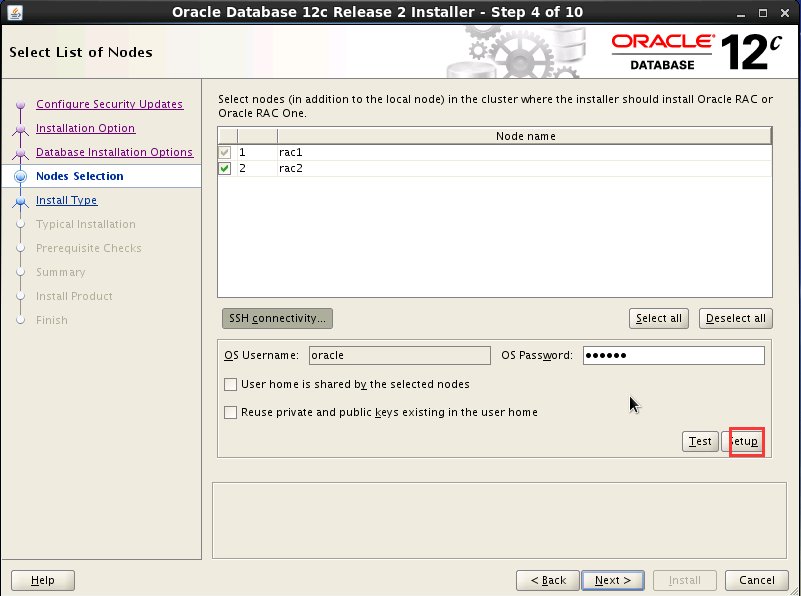 Oracle Database 12c Release 2 Installer - Step 4 of 10
Select List of Nodes
ORACLE
DATABASE
12c
Configure Security Updates
Installation Option
Database Installation Options
Nodes Selection
Install Type
Typical Installation
Prerequisite Checks
Summary
Install Product
Finish
Select nodes (in addition to the local node) in the cluster where the installer should install Oracle RAC or
Oracle RAC One.
Node name
1 rac1
2 rac2
SSH connectivity...
Select all
Deselect all
OS Username: oracle OS Password: ••••••
User home is shared by the selected nodes
Reuse private and public keys existing in the user home
Test
Setup
Help
< Back
Next >
Install
Cancel